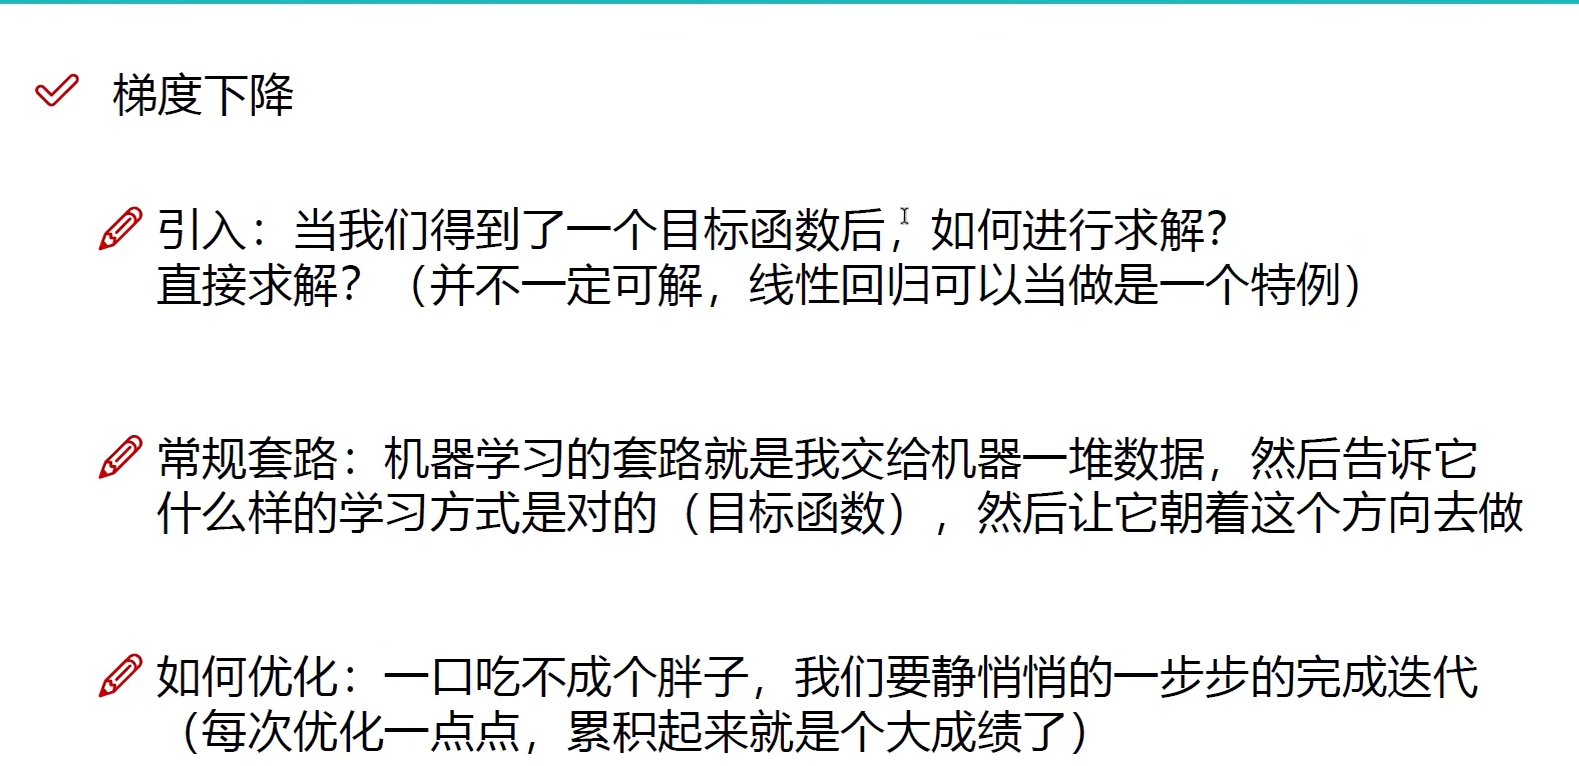 梯度下降
引入：当我们得到了一个目标函数后，如何进行求解？
直接求解？（并不一定可解，线性回归可以当做是一个特例）
常规套路：机器学习的套路就是我交给机器一堆数据，然后告诉它
什么样的学习方式是对的（目标函数），然后让它朝着这个方向去做
如何优化：一口吃不成个胖子，我们要静悄悄的一步步的完成迭代
（每次优化一点点，累积起来就是个大成绩了）